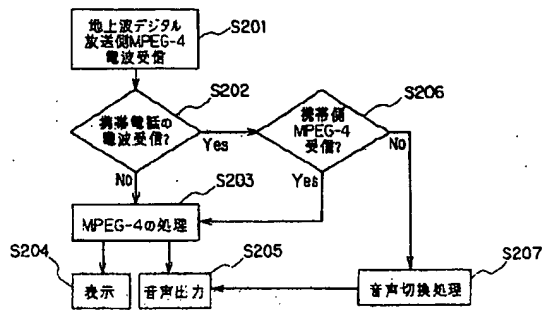 地上波デジタル
放送側MPEG-4
電波受信
S201
携帯電話の
電波受信?
S202
Yes
No
携帯側
MPEG-4
受信?
S206
No
Yes
MPEG-4の処理
S203
S204
表示
S205
音声出力
音声切換処理
S207